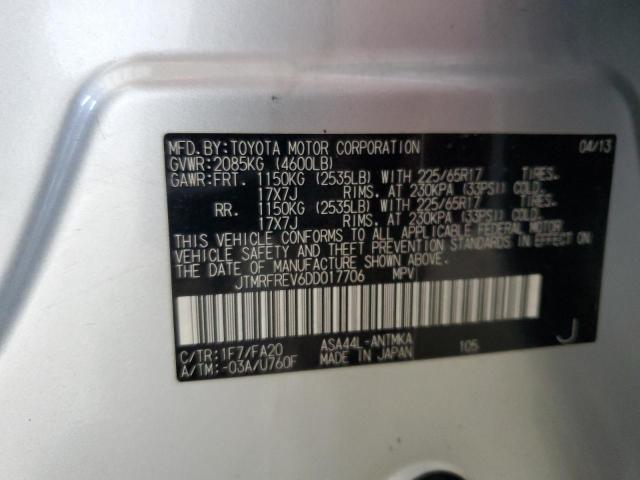 MFD.BY:TOYOTA MOTOR CORPORATION 04/13
GVWR:2085KG (4600LB)
GAWR:FRT. 1150KG (2535LB) WITH 225/65R17 TIRES,
17X7J RIMS, AT 230KPA (33PSI) COLD
RR. 1150KG (2535LB) WITH 225/65R17 TIRES,
17X7J RIMS, AT 230KPA (33PSI) COLD
THIS VEHICLE CONFORMS TO ALL APPLICABLE FEDERAL MOTOR
VEHICLE SAFETY AND THEFT PREVENTION STANDARDS IN EFFECT ON
THE DATE OF MANUFACTURE SHOWN ABOVE.
JTMRFREV6DD017706 MPV
C/TR:1F7/FA20 ASA44L-ANTMKA 105 J
A/TM:-03A/U760F MADE IN JAPAN